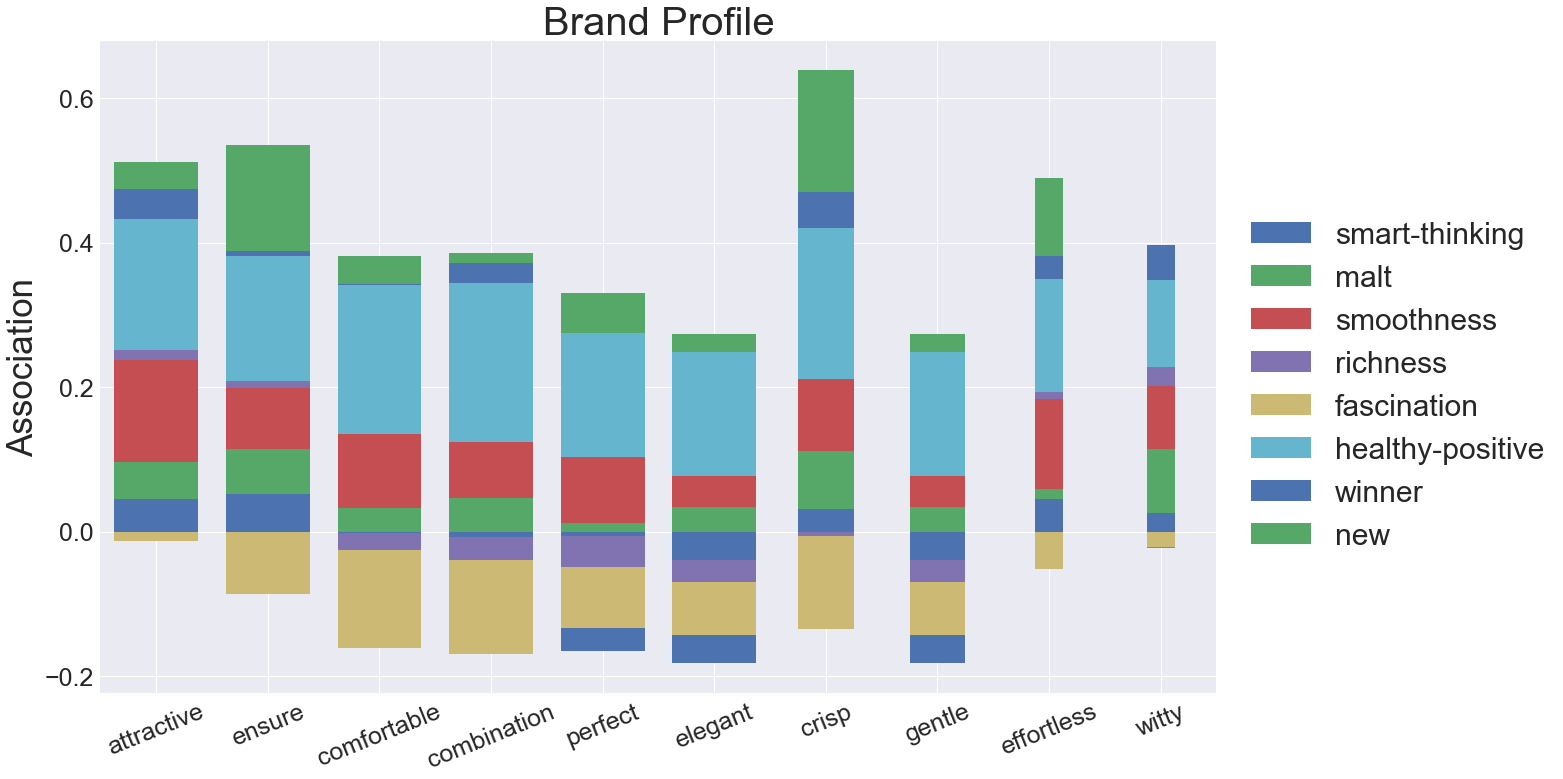 Brand Profile
Association
0.6
0.4
0.2
0.0
−0.2
attractive
ensure
comfortable
combination
perfect
elegant
crisp
gentle
effortless
witty
smart-thinking
malt
smoothness
richness
fascination
healthy-positive
winner
new